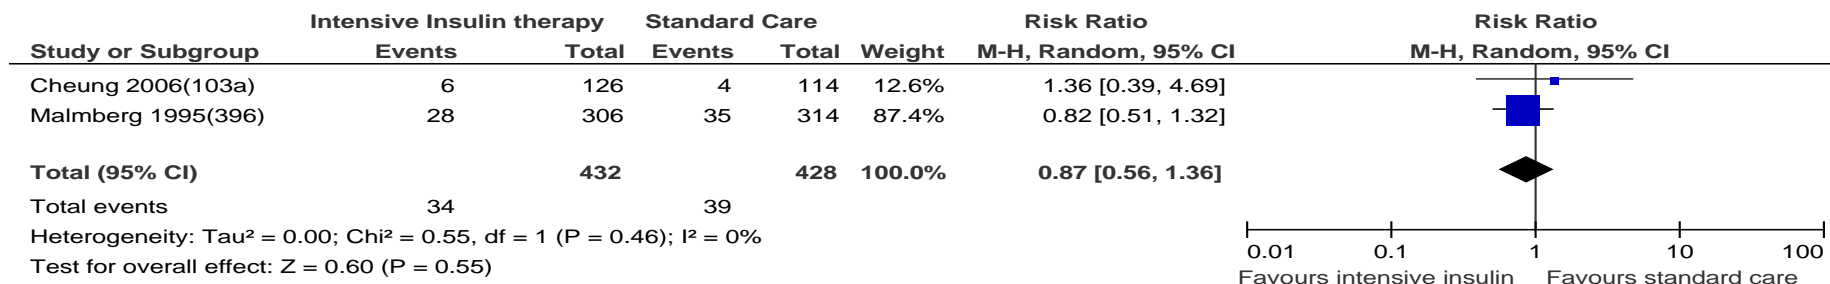 Intensive Insulin therapy Standard Care Risk Ratio Risk Ratio
Study or Subgroup Events Total Events Total Weight M-H, Random, 95% CI M-H, Random, 95% CI
Cheung 2006(103a) 6 126 4 114 12.6% 1.36 [0.39, 4.69]
Malmberg 1995(396) 28 306 35 314 87.4% 0.82 [0.51, 1.32]
Total (95% CI) 432 428 100.0% 0.87 [0.56, 1.36]
Total events 34 39
Heterogeneity: Tau² = 0.00; Chi² = 0.55, df = 1 (P = 0.46); I² = 0%
Test for overall effect: Z = 0.60 (P = 0.55)
0.01 0.1 1 10 100
Favours intensive insulin Favours standard care